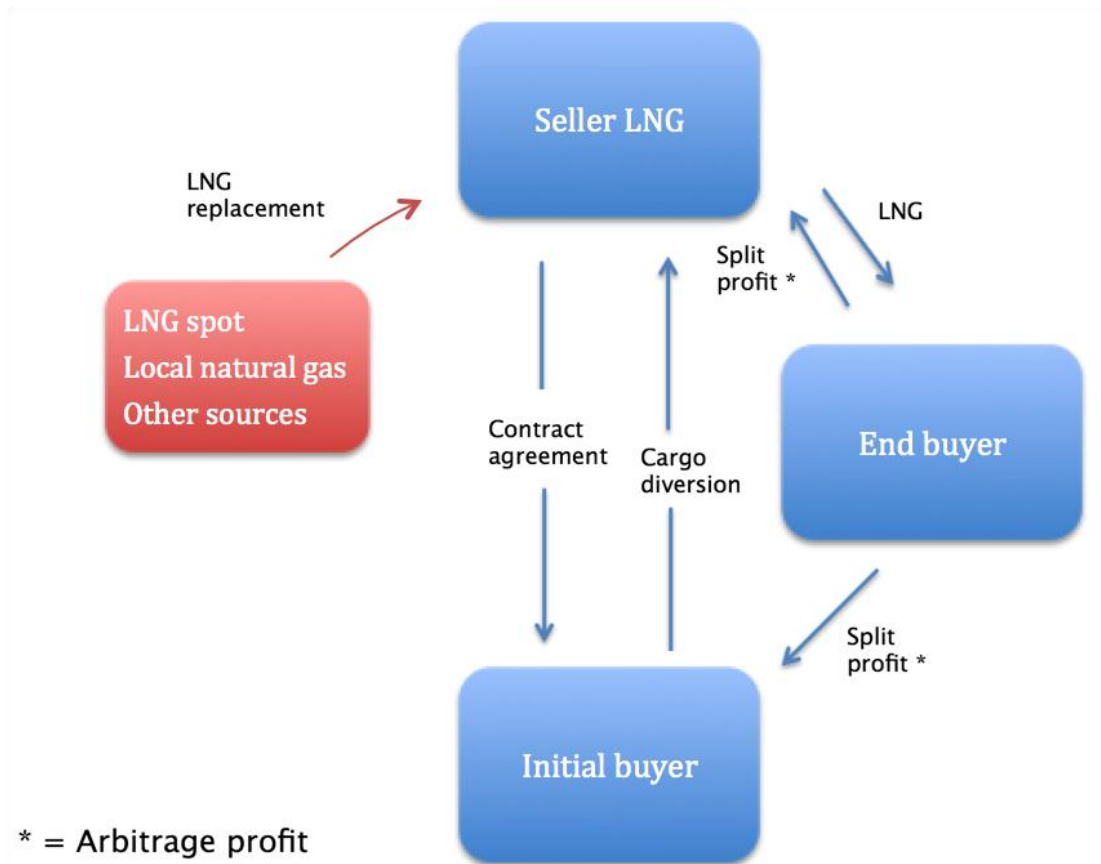 Seller LNG
LNG
replacement
LNG
Split
profit *
LNG spot
Local natural gas
Other sources
Contract
agreement
Cargo
diversion
End buyer
Split
profit *
Initial buyer
* = Arbitrage profit